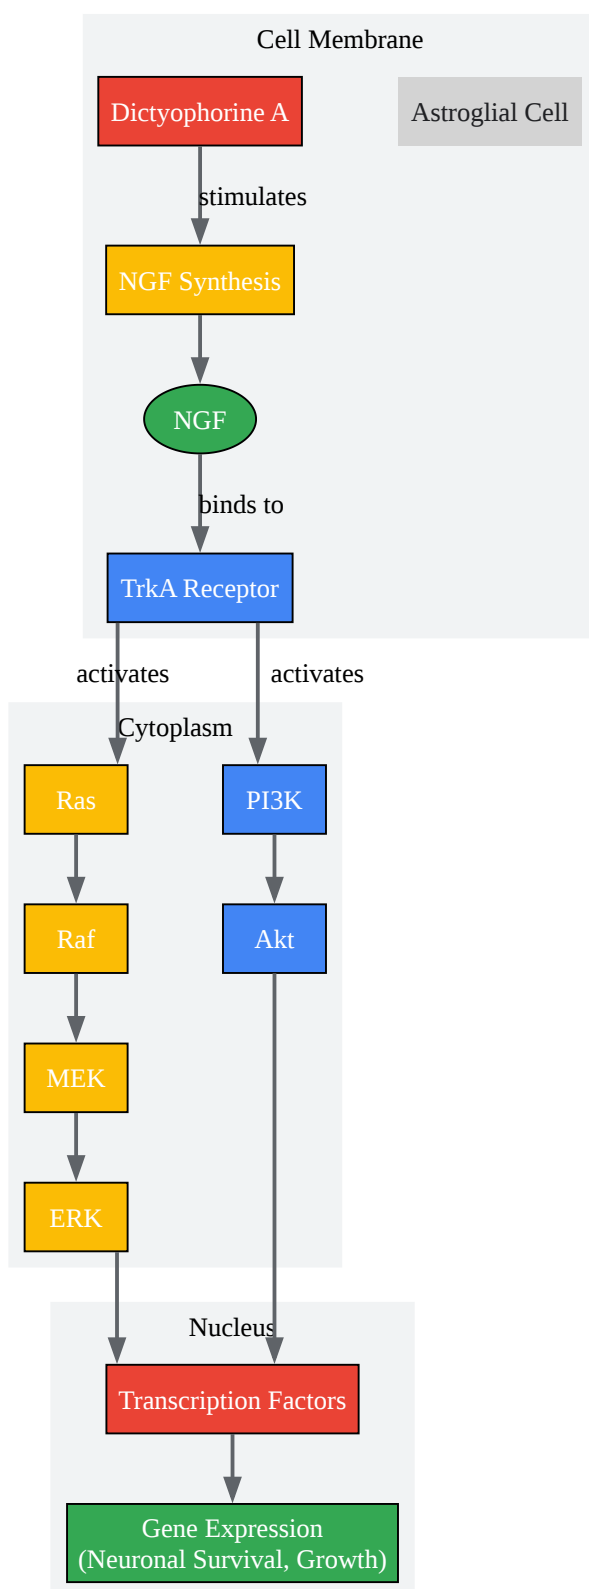 Cell Membrane
Dictyophorine A
Astroglial Cell
stimulates
NGF Synthesis
NGF
binds to
TrkA Receptor
activates
activates
Cytoplasm
Ras
PI3K
Raf
Akt
MEK
ERK
Nucleus
Transcription Factors
Gene Expression
(Neuronal Survival, Growth)